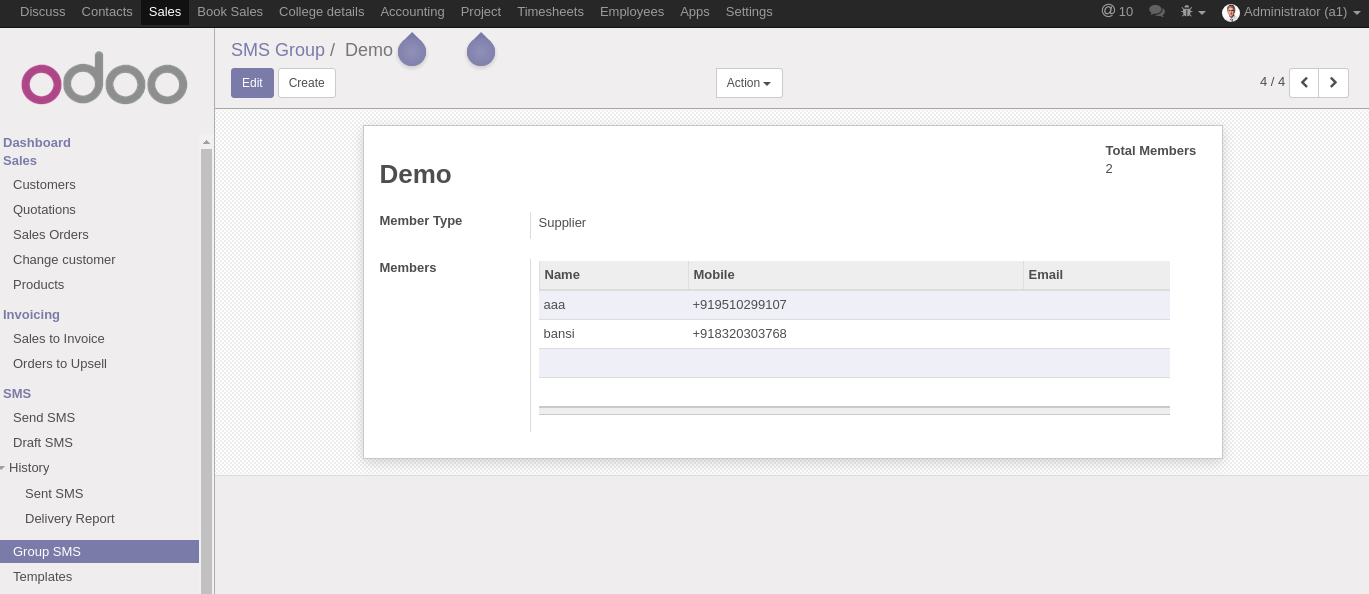 Discuss Contacts Sales Book Sales College details Accounting Project Timesheets Employees Apps Settings @ 10 Administrator (a1)
odoo
SMS Group / Demo
Edit Create Action 4 / 4
Dashboard
Sales
Customers
Quotations
Sales Orders
Change customer
Products
Invoicing
Sales to Invoice
Orders to Upsell
SMS
Send SMS
Draft SMS
History
Sent SMS
Delivery Report
Group SMS
Templates
Total Members
2
Demo
Member Type Supplier
Members
Name Mobile Email
aaa +919510299107
bansi +918320303768